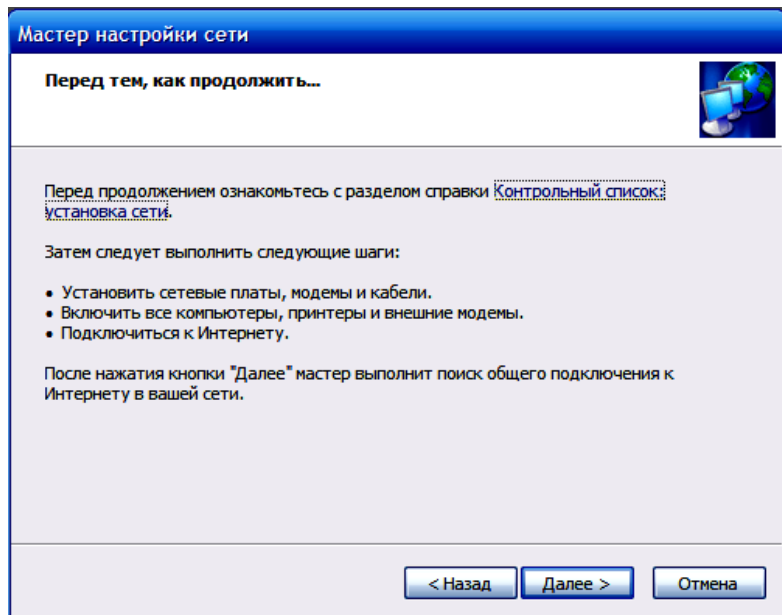 Мастер настройки сети
Перед тем, как продолжить...
Перед продолжением ознакомьтесь с разделом справки Контрольный список:
установка сети.
Затем следует выполнить следующие шаги:
• Установить сетевые платы, модемы и кабели.
• Включить все компьютеры, принтеры и внешние модемы.
• Подключиться к Интернету.
После нажатия кнопки "Далее" мастер выполнит поиск общего подключения к
Интернету в вашей сети.
< Назад Далее > Отмена